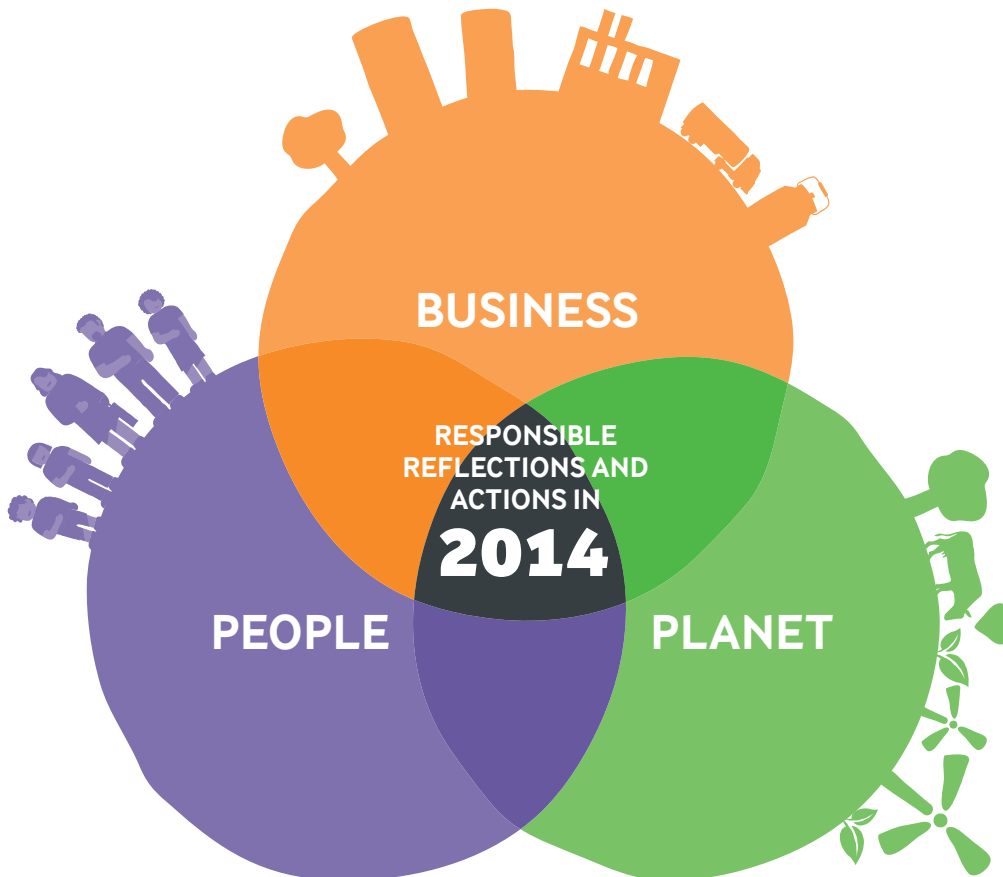 BUSINESS
RESPONSIBLE
REFLECTIONS AND
ACTIONS IN
2014
PEOPLE
PLANET